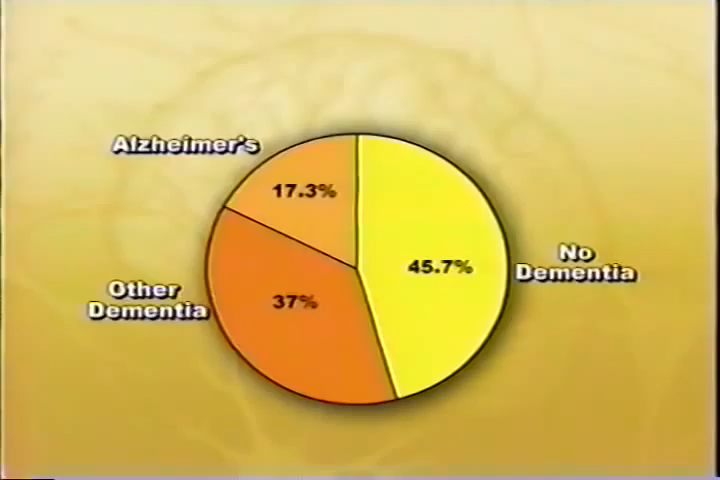 Alzheimer's
17.3%
45.7%
No
Dementia
Other
Dementia
37%